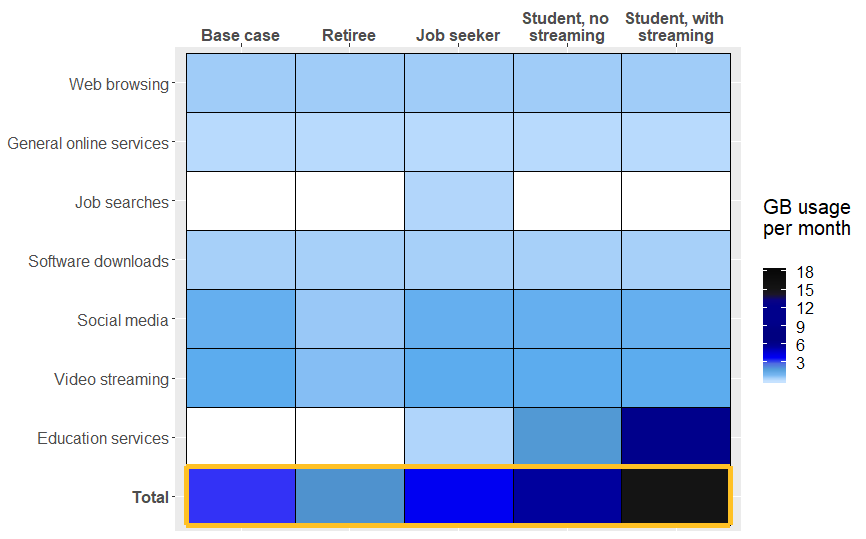 Student, no Student, with
Base case Retiree Job seeker streaming streaming
Web browsing
General online services
Job searches
Software downloads
Social media
Video streaming
Education services
Total
GB usage
per month
18
15
12
9
6
3